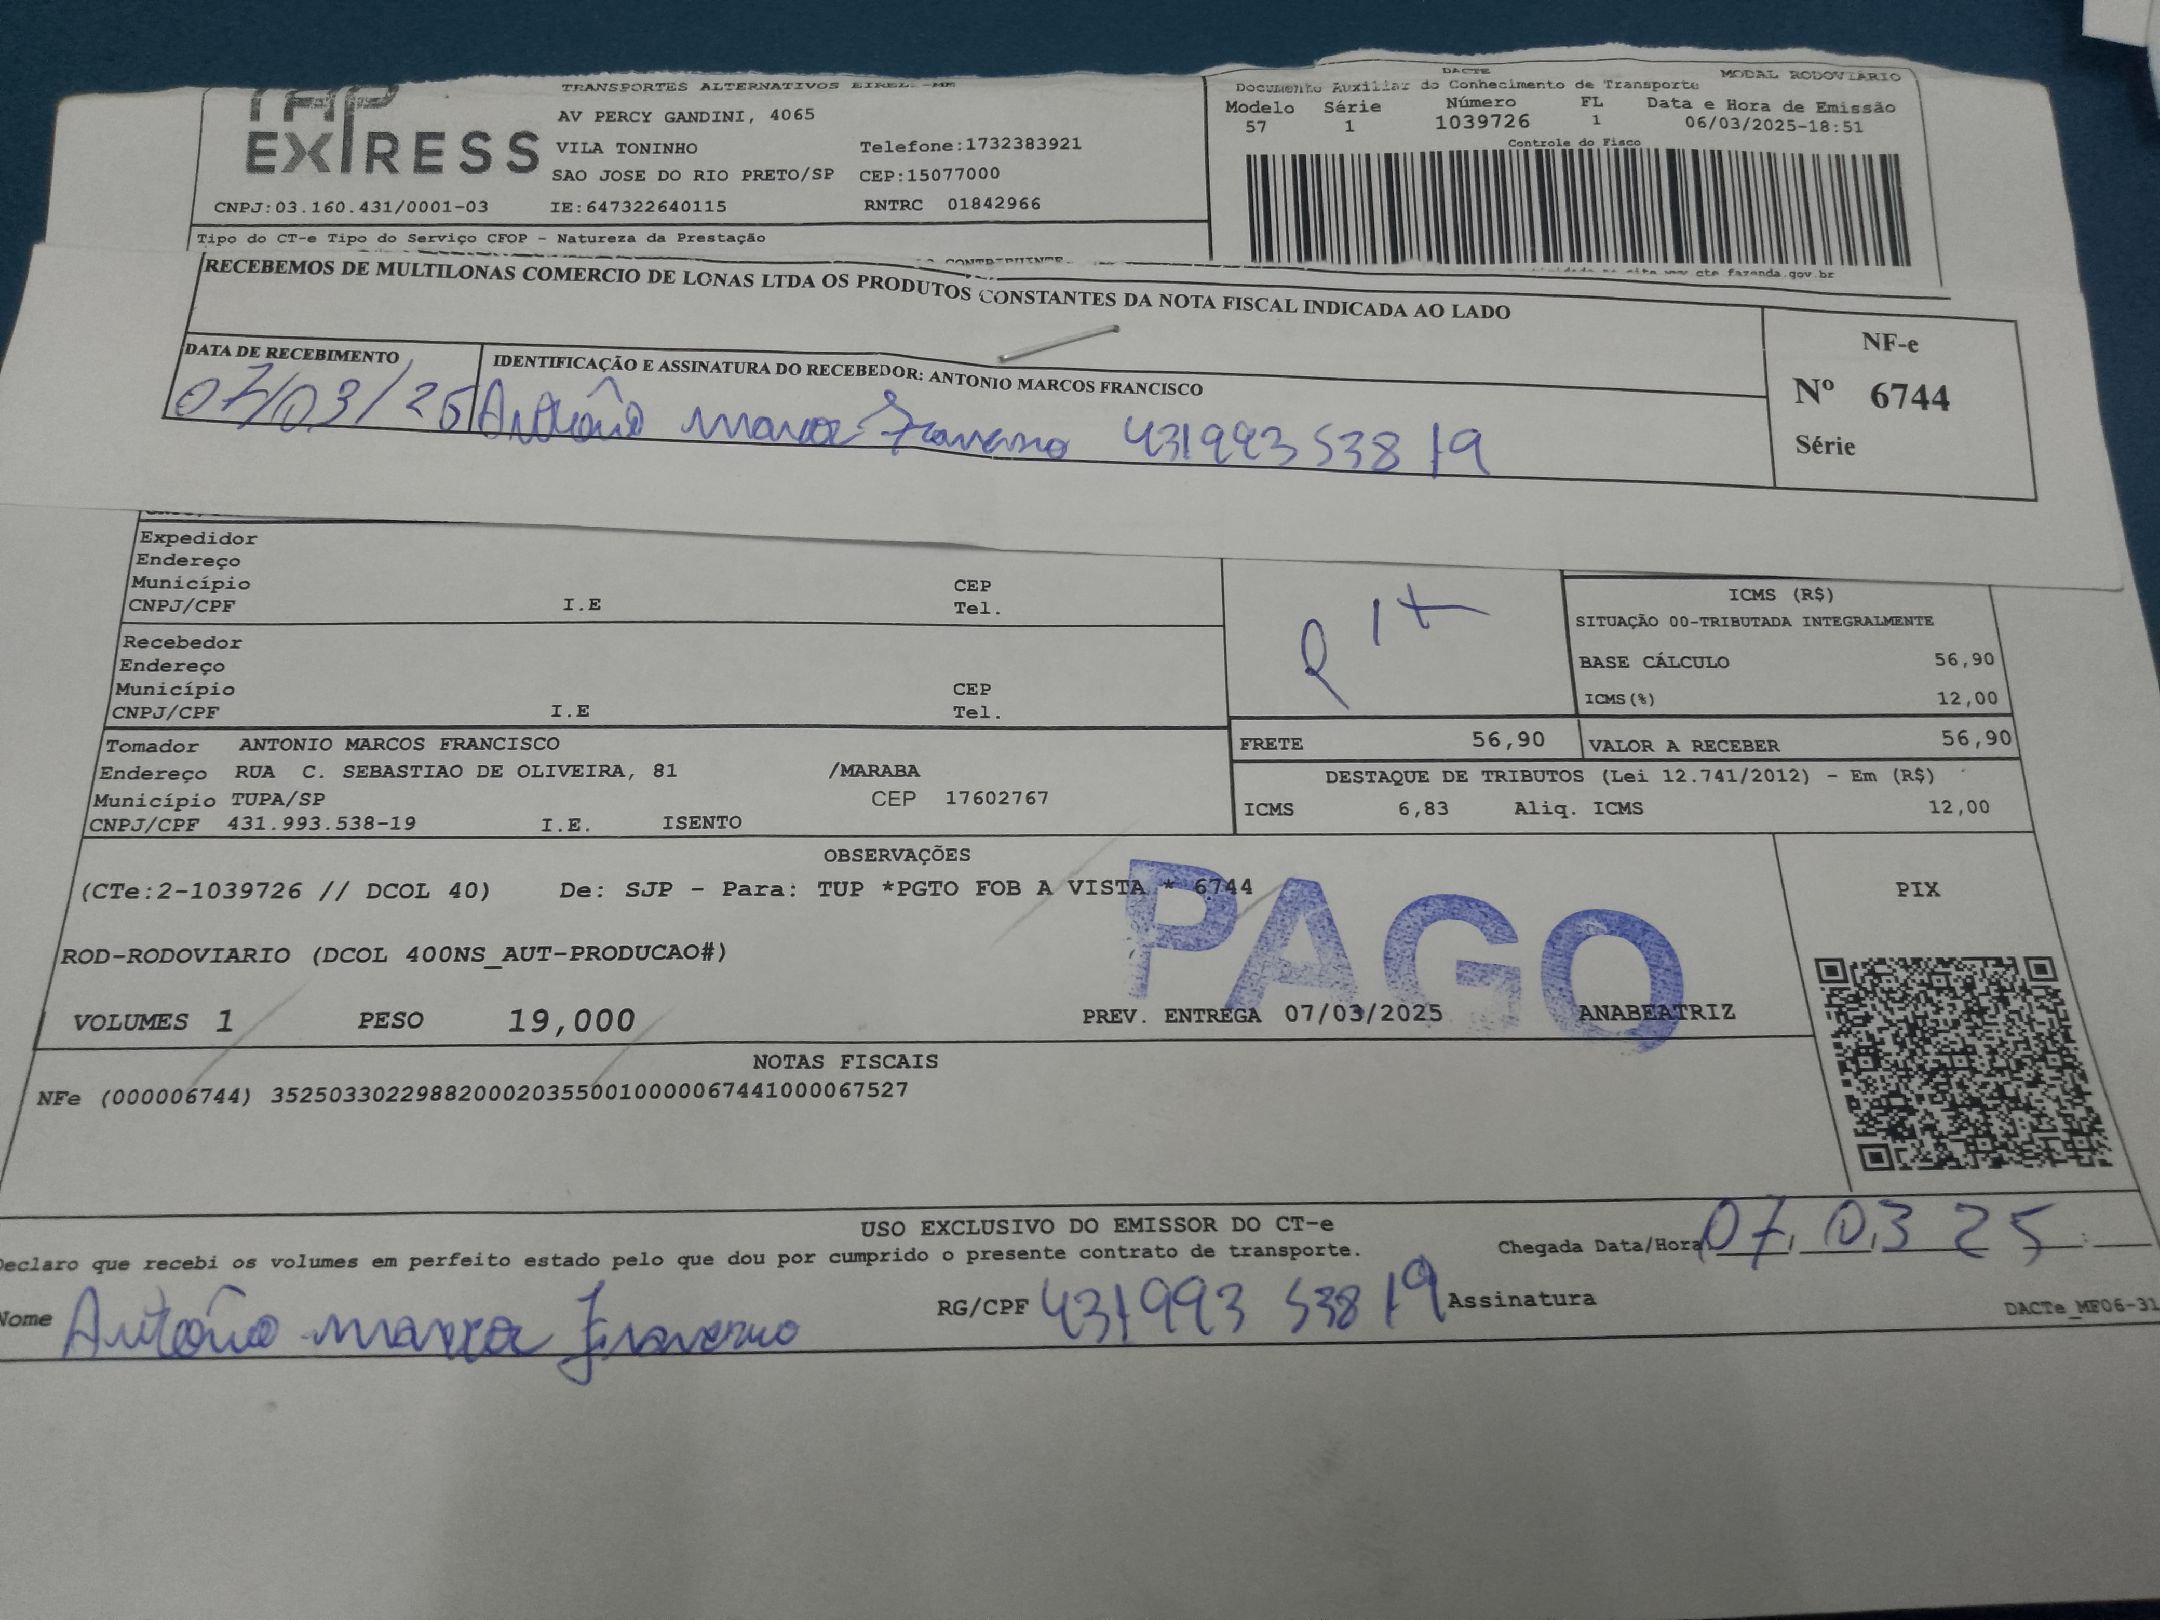 TAP EXPRESS
TRANSPORTES ALTERNATIVOS EIRELI -ME
AV PERCY GANDINI, 4065
VILA TONINHO Telefone:1732383921
SAO JOSE DO RIO PRETO/SP CEP:15077000
CNPJ:03.160.431/0001-03 IE:647322640115 RNTRC 01842966
Tipo do CT-e Tipo do Serviço CFOP - Natureza da Prestação
DACTE MODAL RODOVIÁRIO
Documento Auxiliar do Conhecimento de Transporte
Modelo Série Número FL Data e Hora de Emissão
57 1 1039726 1 06/03/2025-18:51
Controle do Fisco
cte.fazenda.gov.br
RECEBEMOS DE MULTILONAS COMERCIO DE LONAS LTDA OS PRODUTOS CONSTANTES DA NOTA FISCAL INDICADA AO LADO
DATA DE RECEBIMENTO
07/03/25
IDENTIFICAÇÃO E ASSINATURA DO RECEBEDOR: ANTONIO MARCOS FRANCISCO
43199353819
NF-e
Nº 6744
Série
Expedidor
Endereço
Município CEP
CNPJ/CPF I.E Tel.
Recebedor
Endereço
Município CEP
CNPJ/CPF I.E Tel.
ICMS (R$)
SITUAÇÃO 00-TRIBUTADA INTEGRALMENTE
BASE CÁLCULO 56,90
ICMS(%) 12,00
FRETE 56,90 VALOR A RECEBER 56,90
DESTAQUE DE TRIBUTOS (Lei 12.741/2012) - Em (R$)
ICMS 6,83 Aliq. ICMS 12,00
Tomador ANTONIO MARCOS FRANCISCO
Endereço RUA C. SEBASTIAO DE OLIVEIRA, 81 /MARABA
Município TUPA/SP CEP 17602767
CNPJ/CPF 431.993.538-19 I.E. ISENTO
OBSERVAÇÕES
(CTe:2-1039726 // DCOL 40) De: SJP - Para: TUP *PGTO FOB A VISTA * 6744
PAGO
PIX
ROD-RODOVIARIO (DCOL 400NS_AUT-PRODUCAO#)
VOLUMES 1 PESO 19,000 PREV. ENTREGA 07/03/2025 ANABEATRIZ
NOTAS FISCAIS
NFe (000006744) 35250330229882000203550010000067441000067527
USO EXCLUSIVO DO EMISSOR DO CT-e
Declaro que recebi os volumes em perfeito estado pelo que dou por cumprido o presente contrato de transporte.
Chegada Data/Hora 07 03 25
Nome Antônio RG/CPF 43199353819 Assinatura
DACTe_MF06-31